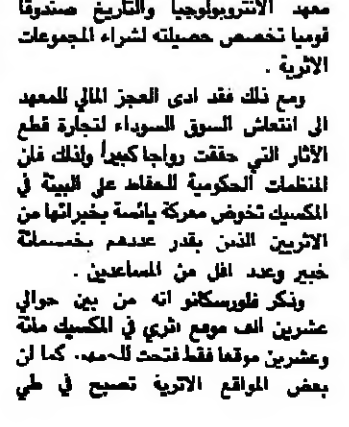 معهد الانتروبولوجيا والتاريخ صندوقا
قوميا تخصص حصيلته لشراء المجموعات
الاثرية .
ومع ذلك فقد ادى العجز المالي للمعهد
الى انتعاش السوق السوداء لتجارة قطع
الآثار التي حققت رواجا كبيرا ولذلك فان
المنظمات الحكومية للحفاظ على البيئة في
المكسيك تخوض معركة يائسة بخبرائها من
الاثريين الذين يقدر عددهم بخمسمائة
خبير وعدد اقل من المساعدين .
وذكر فلورسكانو انه من بين حوالي
عشرين الف موقع اثري في المكسيك مائة
وعشرين موقعا فقط فتحت كما ان
بعض المواقع الاثرية تصبح في طي